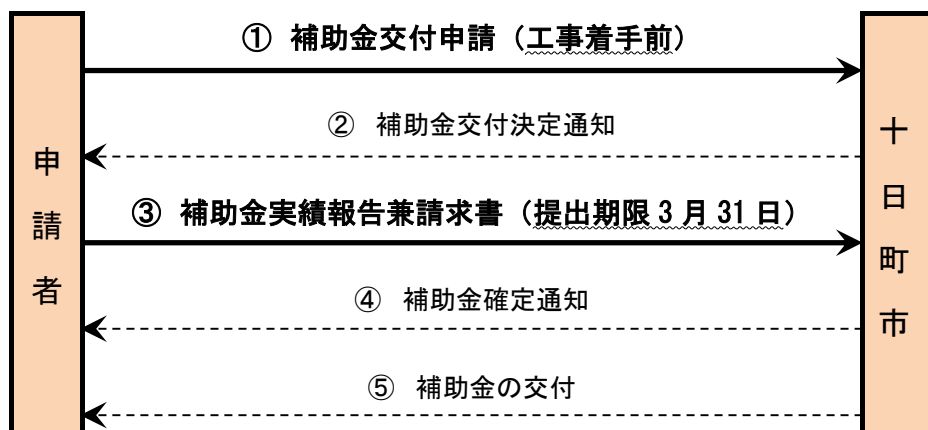 ① 補助金交付申請（工事着手前）
② 補助金交付決定通知
③ 補助金実績報告兼請求書（提出期限３月 31 日）
④ 補助金確定通知
⑤ 補助金の交付
申請者
十日町市